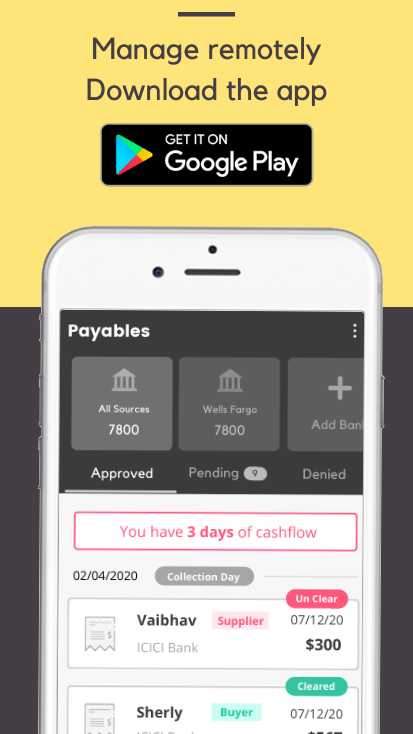 Manage remotely
Download the app
GET IT ON
Google Play
Payables
All Sources
7800
Wells Fargo
7800
Add Ban
Approved
Pending 9
Denied
You have 3 days of cashflow
02/04/2020 Collection Day
Un Clear
Vaibhav Supplier 07/12/20
ICICI Bank $300
Cleared
Sherly Buyer 07/12/20